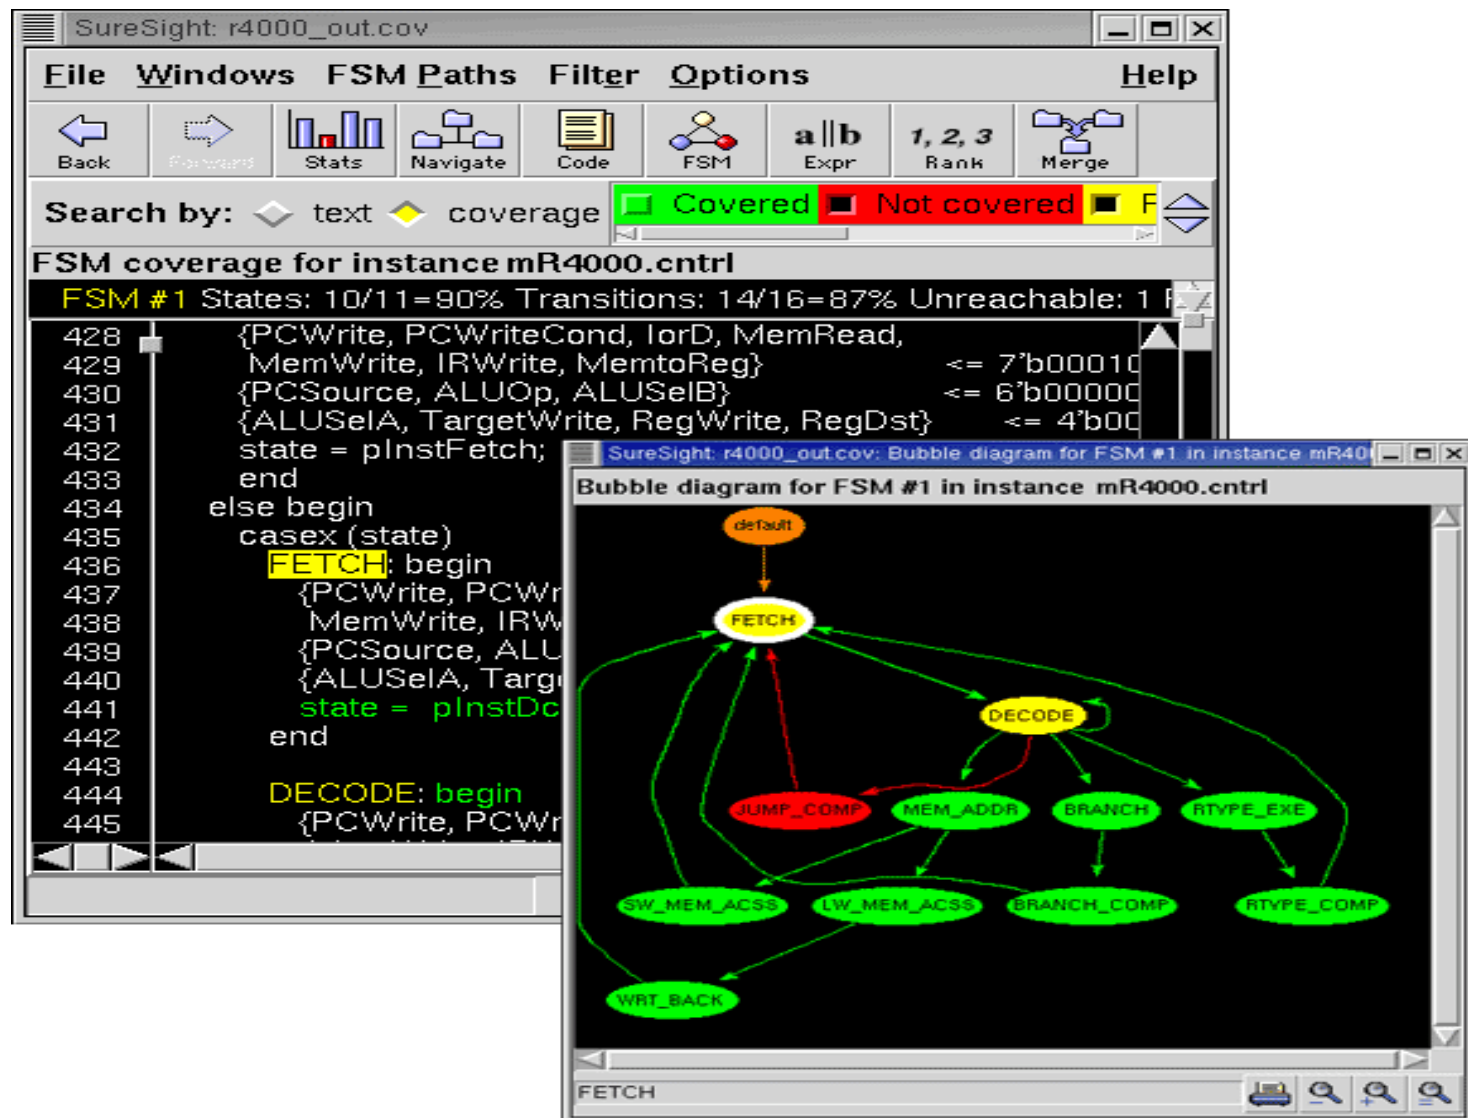 SureSight: r4000_out.cov
File Windows FSM Paths Filter Options Help
Back Forward Stats Navigate Code FSM a||b Expr 1, 2, 3 Rank Merge
Search by: text coverage Covered Not covered F
FSM coverage for instance mR4000.cntrl
FSM #1 States: 10/11=90% Transitions: 14/16=87% Unreachable: 1
428 {PCWrite, PCWriteCond, IorD, MemRead,
429 MemWrite, IRWrite, MemtoReg} <= 7'b00010
430 {PCSource, ALUOp, ALUSelB} <= 6'b00000
431 {ALUSelA, TargetWrite, RegWrite, RegDst} <= 4'b00
432 state = pInstFetch;
433 end
434 else begin
435 casex (state)
436 FETCH: begin
437 {PCWrite, PCWr
438 MemWrite, IRW
439 {PCSource, ALU
440 {ALUSelA, Targ
441 state = pInstDc
442 end
443
444 DECODE: begin
445 {PCWrite, PCWr
SureSight: r4000_out.cov: Bubble diagram for FSM #1 in instance mR40
Bubble diagram for FSM #1 in instance mR4000.cntrl
default
FETCH
DECODE
JUMP_COMP MEM_ADDR BRANCH RTYPE_EXE
SW_MEM_ACSS LW_MEM_ACSS BRANCH_COMP RTYPE_COMP
WRT_BACK
FETCH